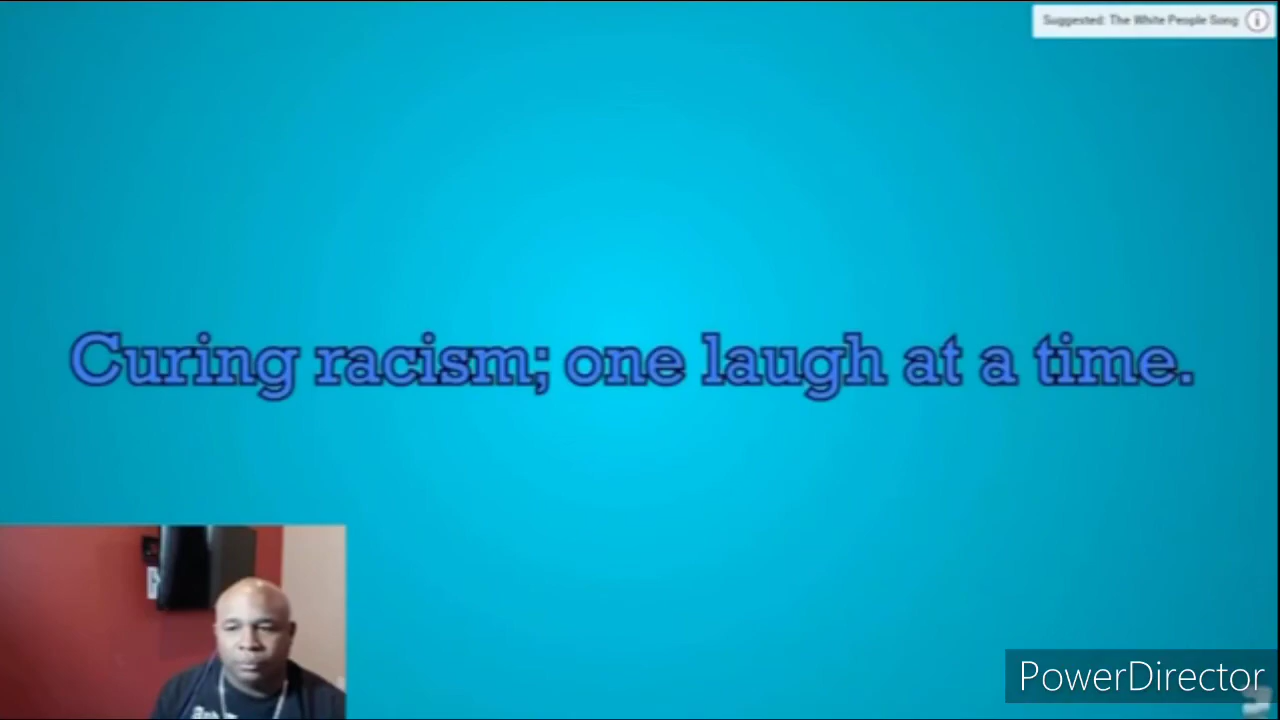 Suggested: The White People Song
Curing racism; one laugh at a time.
PowerDirector